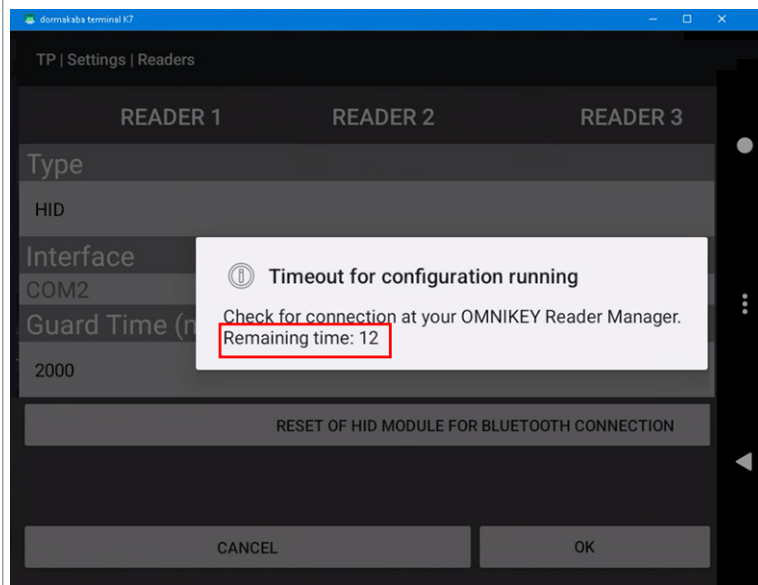 dormakaba terminal K7
TP | Settings | Readers
READER 1 READER 2 READER 3
Type
HID
Interface
COM2
Guard Time (m
2000
Timeout for configuration running
Check for connection at your OMNIKEY Reader Manager.
Remaining time: 12
RESET OF HID MODULE FOR BLUETOOTH CONNECTION
CANCEL OK